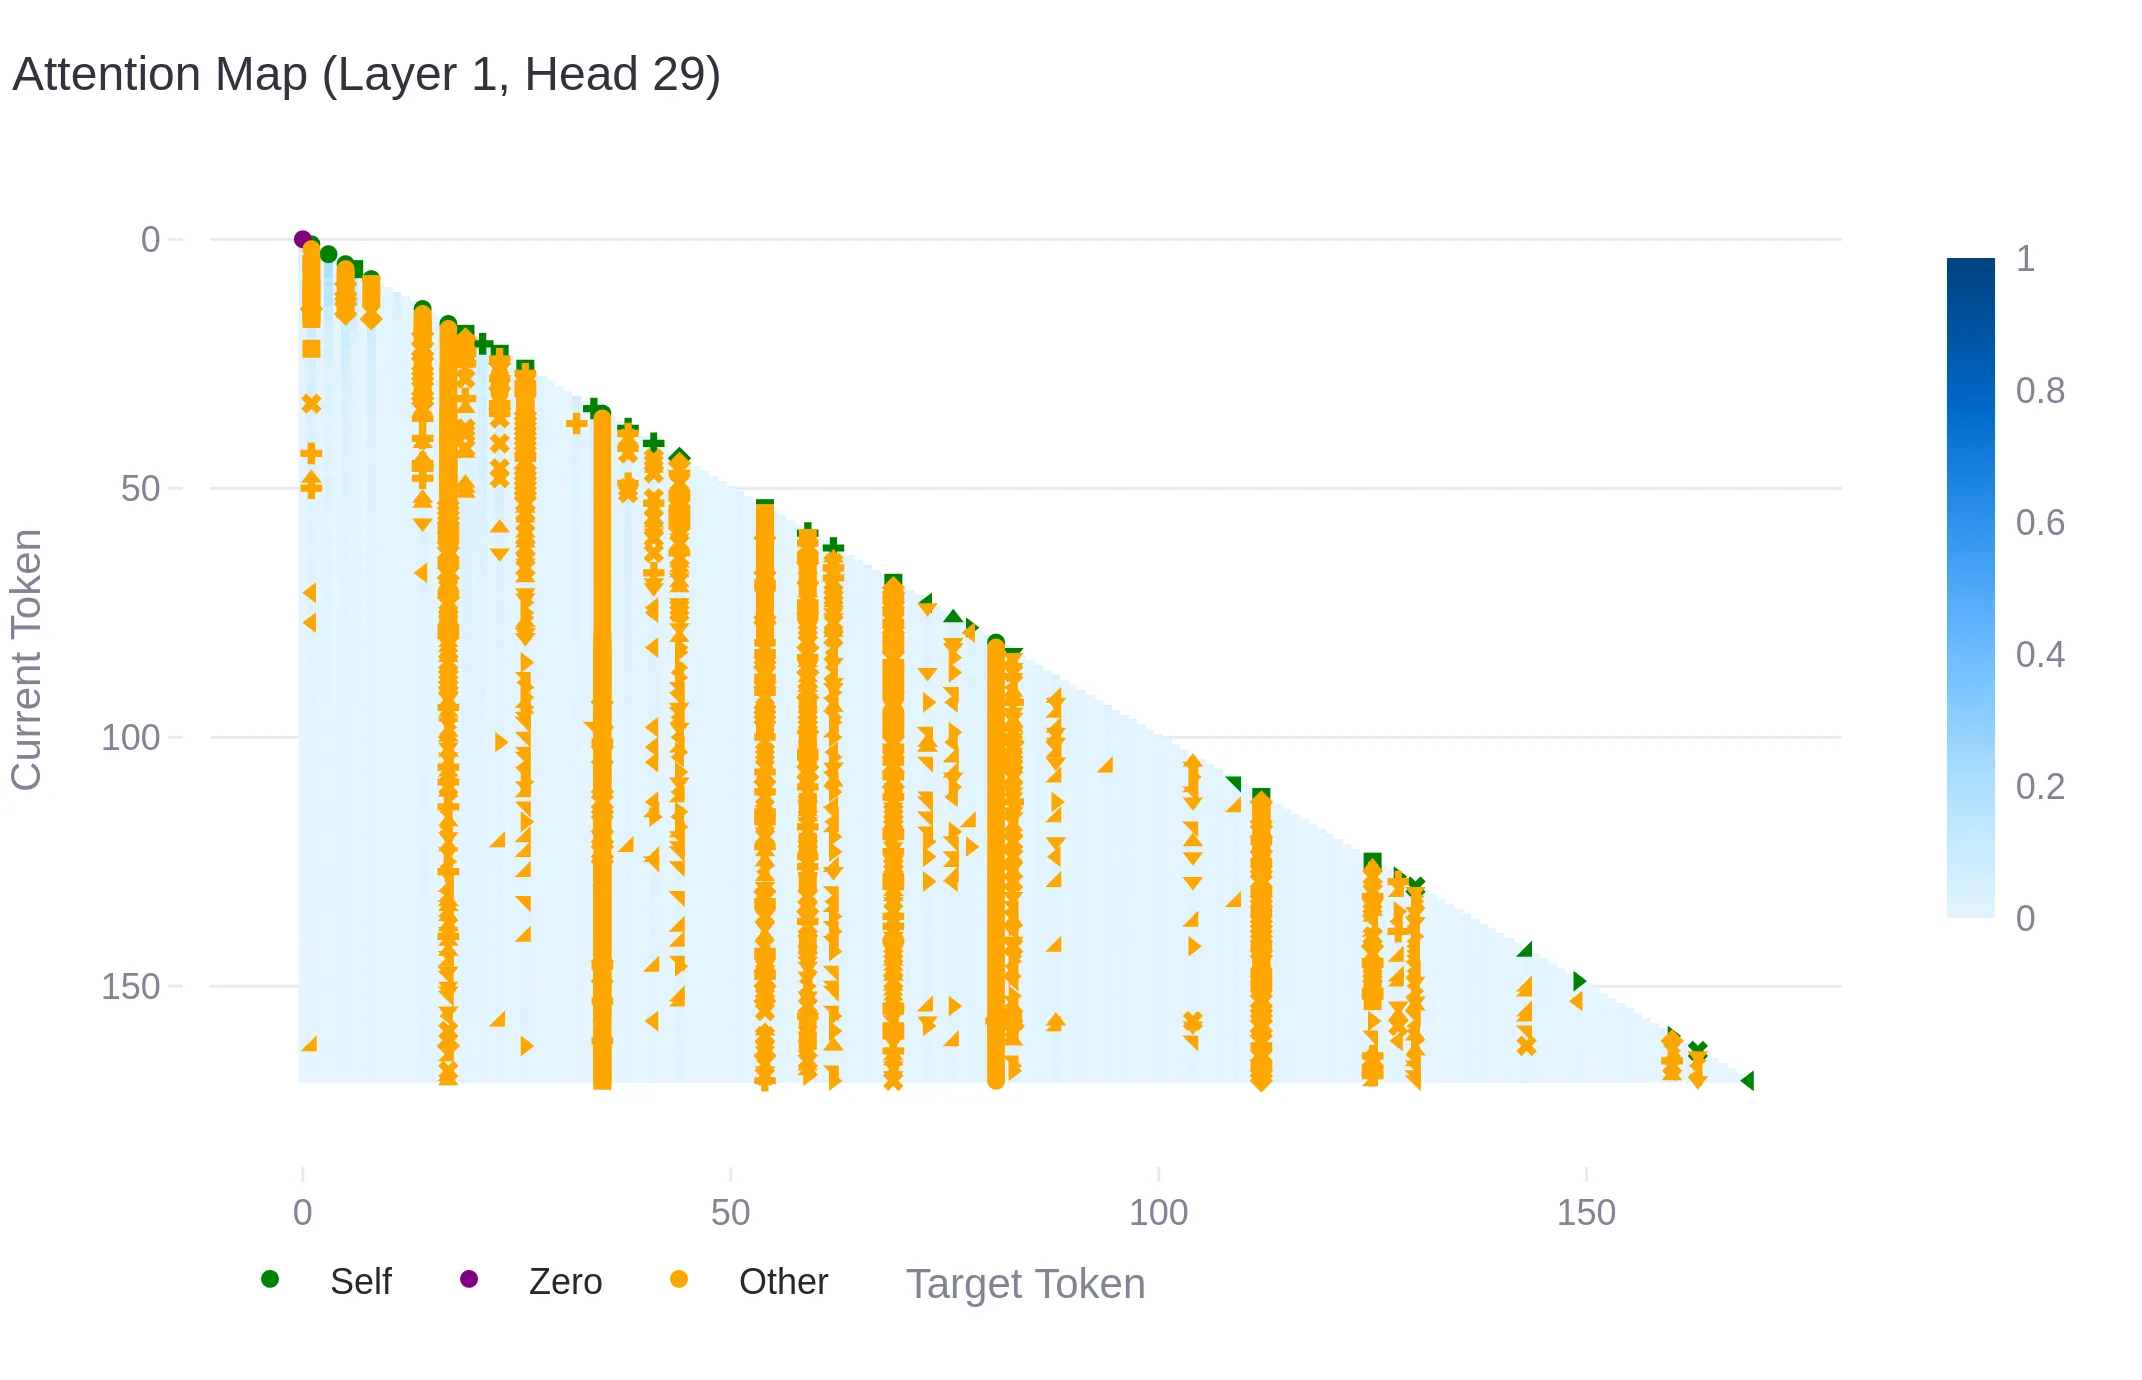 Attention Map (Layer 1, Head 29)
0
50
100
150
Current Token
0
50
100
150
Target Token
Self
Zero
Other
1
0.8
0.6
0.4
0.2
0